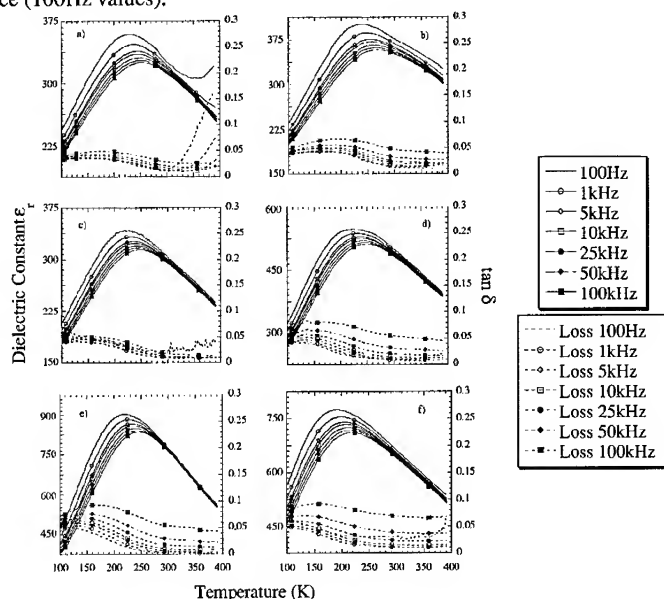 ce (100Hz values).
375
300
225
0.3
0.25
0.2
0.15
0.1
0.05
0
a)
375
300
225
150
0.3
0.25
0.2
0.15
0.1
0.05
0
b)
tan δ
375
300
225
150
0.3
0.25
0.2
0.15
0.1
0.05
0
c)
Dielectric Constant ε r
600
450
300
0.3
0.25
0.2
0.15
0.1
0.05
0
d)
900
750
600
450
0.3
0.25
0.2
0.15
0.1
0.05
0
e)
100 150 200 250 300 350 400
750
600
450
0.3
0.25
0.2
0.15
0.1
0.05
0
f)
100 150 200 250 300 350 400
Temperature (K)
100Hz
1kHz
5kHz
10kHz
25kHz
50kHz
100kHz
Loss 100Hz
Loss 1kHz
Loss 5kHz
Loss 10kHz
Loss 25kHz
Loss 50kHz
Loss 100kHz